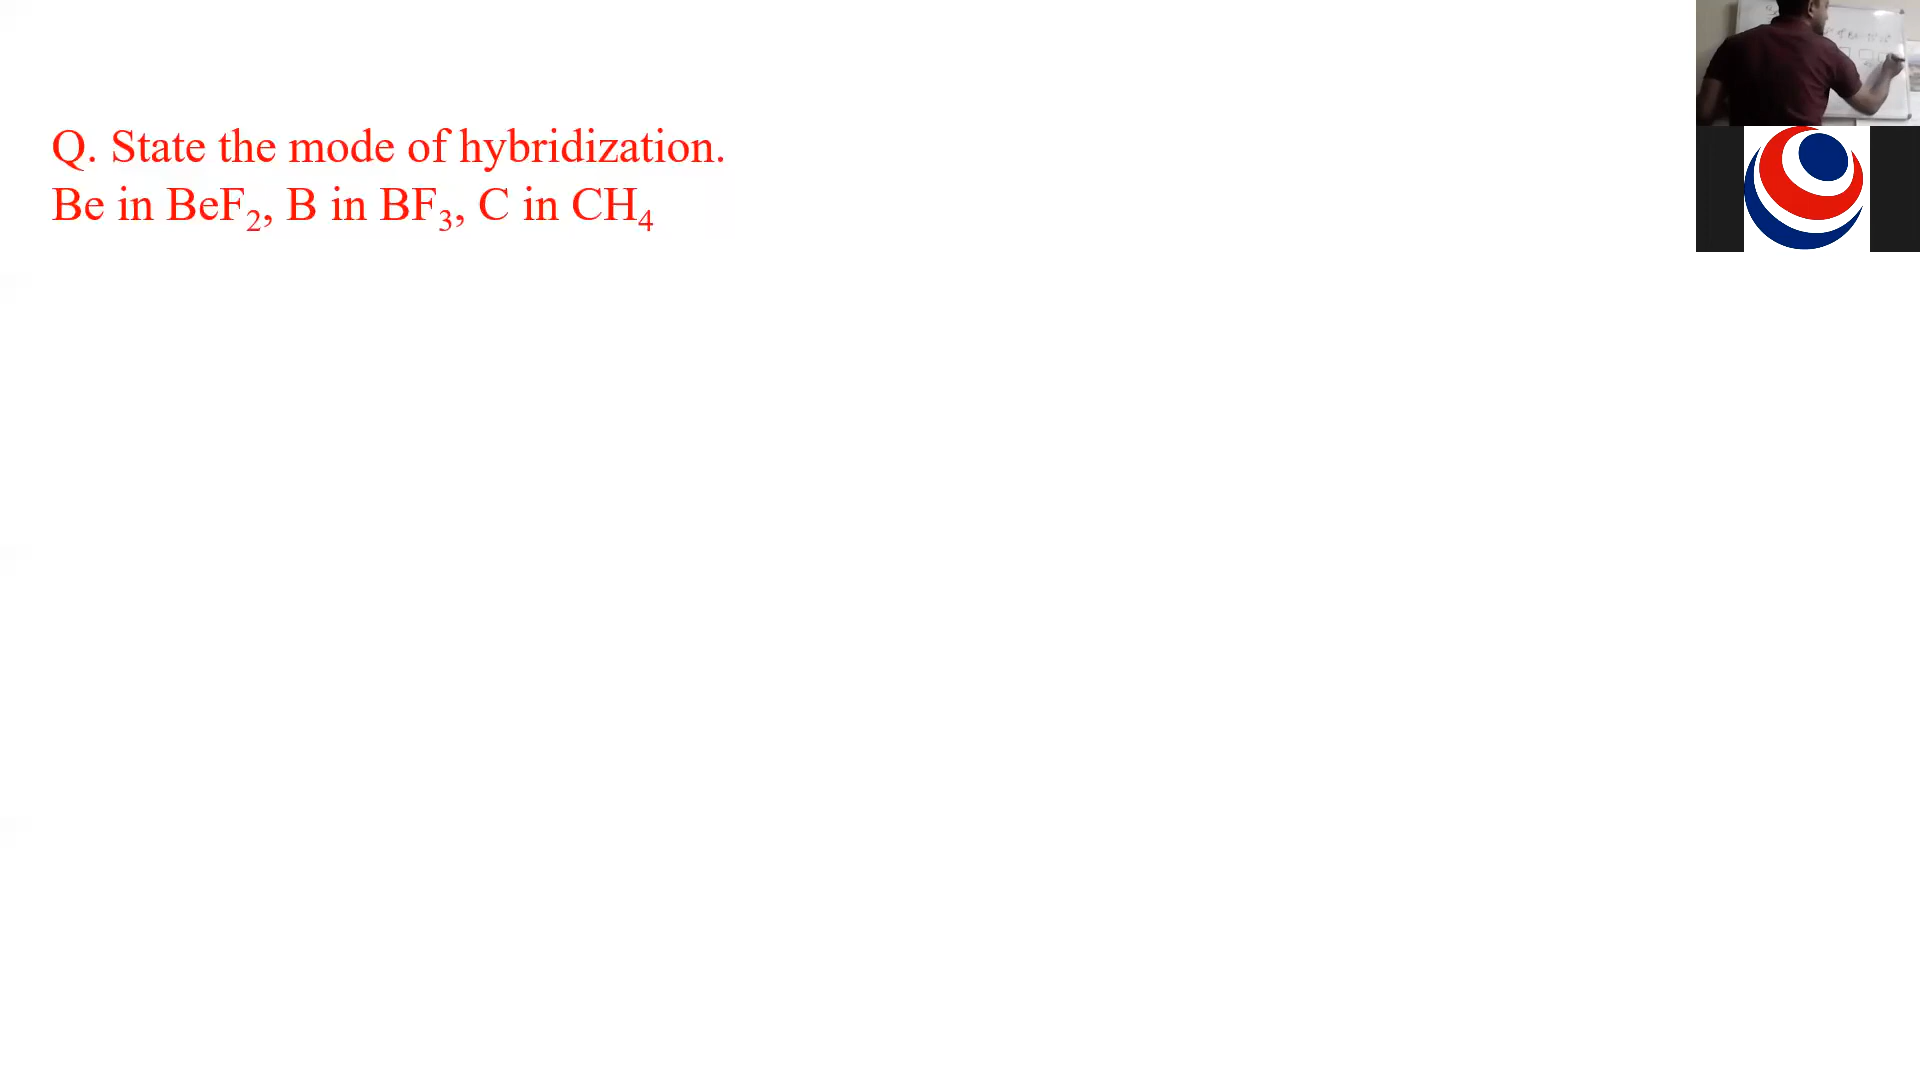 Q. State the mode of hybridization.
Be in BeF₂, B in BF₃, C in CH₄